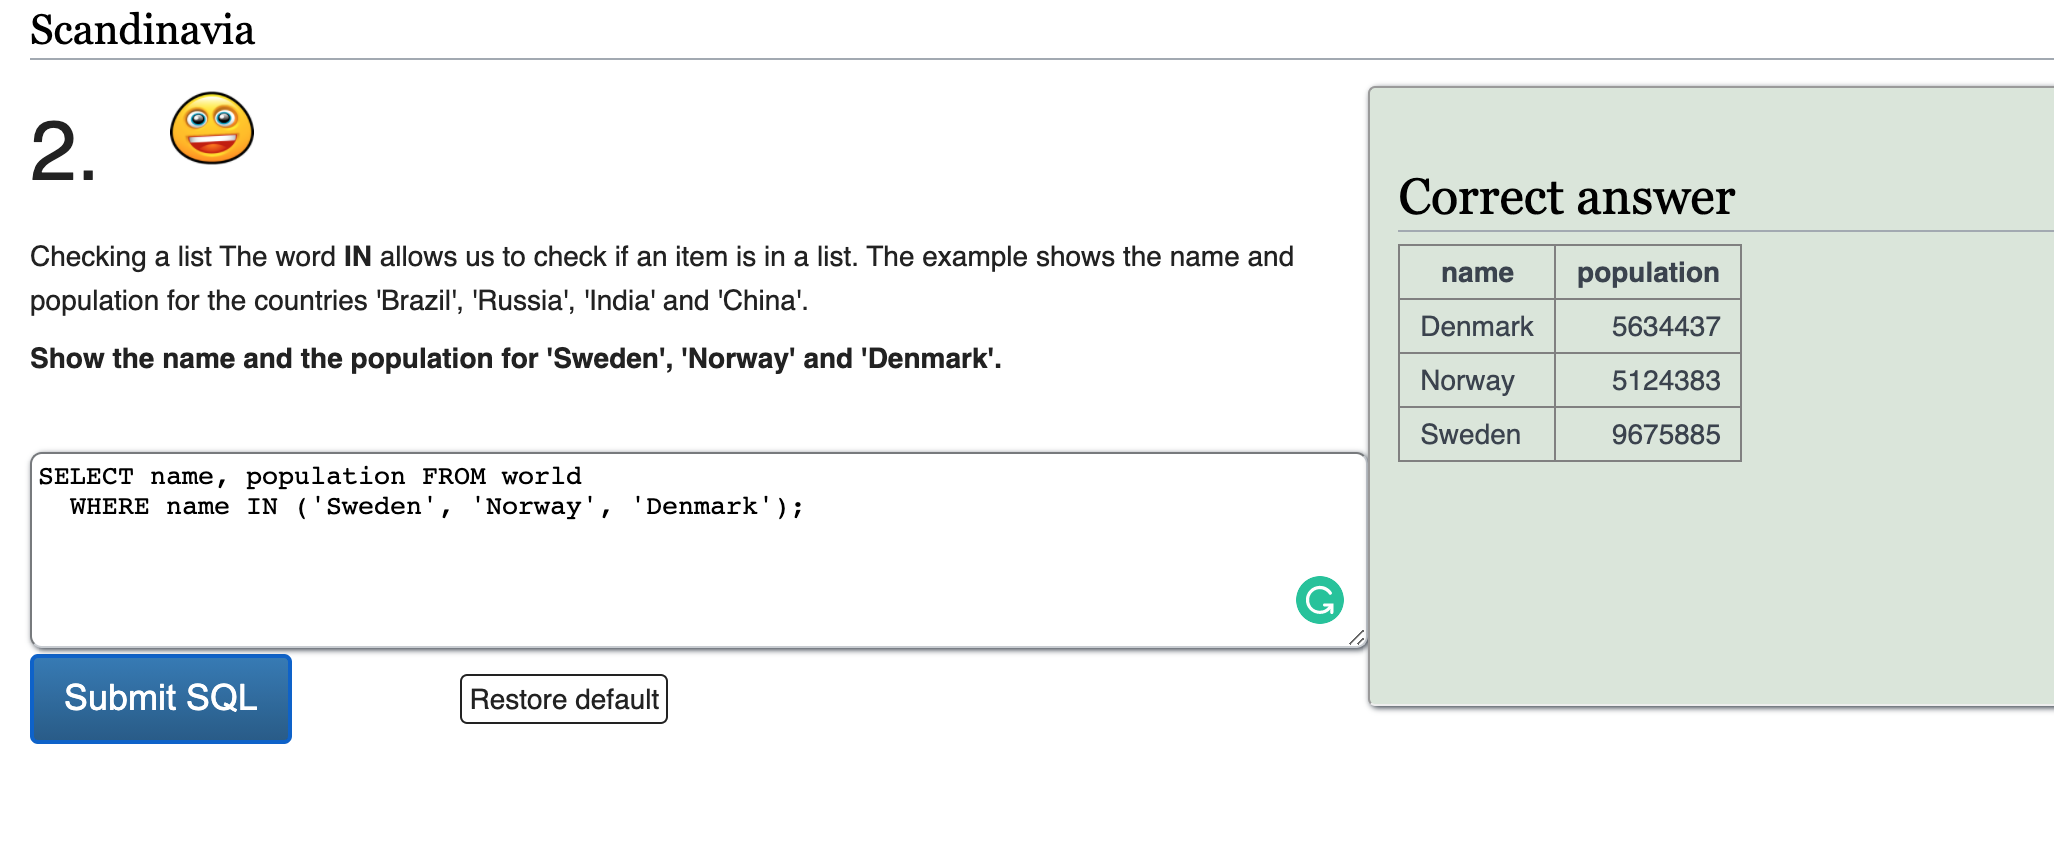 Scandinavia
2.
Checking a list The word IN allows us to check if an item is in a list. The example shows the name and
population for the countries 'Brazil', 'Russia', 'India' and 'China'.
Show the name and the population for 'Sweden', 'Norway' and 'Denmark'.
SELECT name, population FROM world
  WHERE name IN ('Sweden', 'Norway', 'Denmark');
Submit SQL
Restore default
Correct answer
name population
Denmark 5634437
Norway 5124383
Sweden 9675885